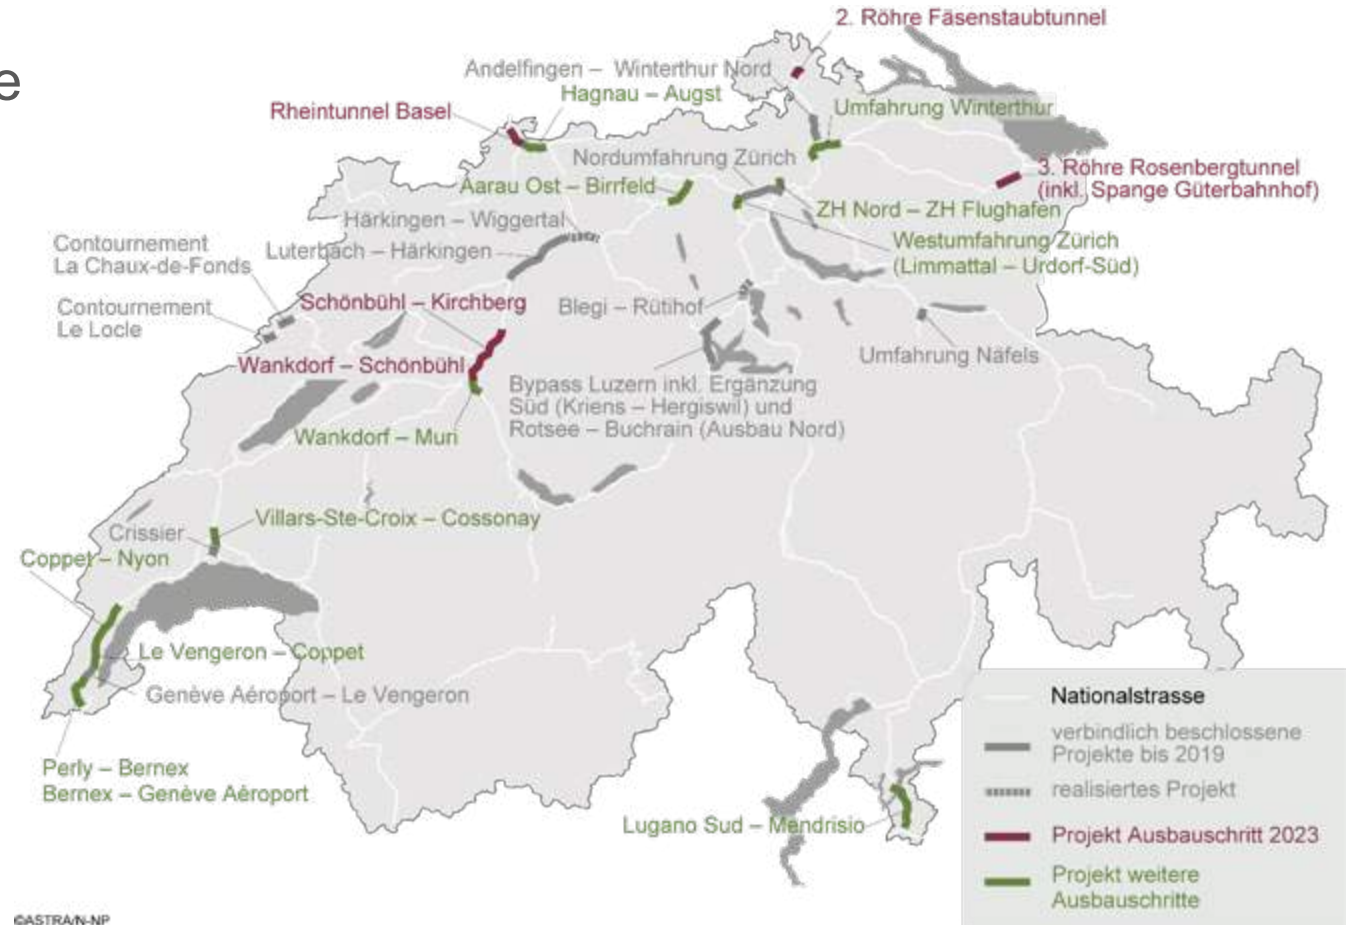 e
2. Röhre Fäsenstaubtunnel
Andelfingen – Winterthur Nord
Hagnau – Augst
Rheintunnel Basel
Umfahrung Winterthur
Nordumfahrung Zürich
3. Röhre Rosenbergtunnel
(inkl. Spange Güterbahnhof)
Aarau Ost – Birrfeld
ZH Nord – ZH Flughafen
Härkingen – Wiggertal
Westumfahrung Zürich
(Limmattal – Urdorf-Süd)
Contournement
La Chaux-de-Fonds
Luterbach – Härkingen
Contournement
Le Locle
Schönbühl – Kirchberg
Blegi – Rütihof
Umfahrung Näfels
Wankdorf – Schönbühl
Bypass Luzern inkl. Ergänzung
Süd (Kriens – Hergiswil) und
Rotsee – Buchrain (Ausbau Nord)
Wankdorf – Muri
Villars-Ste-Croix – Cossonay
Crissier
Coppet – Nyon
Le Vengeron – Coppet
Genève Aéroport – Le Vengeron
Perly – Bernex
Bernex – Genève Aéroport
Lugano Sud – Mendrisio
Nationalstrasse
verbindlich beschlossene
Projekte bis 2019
realisiertes Projekt
Projekt Ausbauschritt 2023
Projekt weitere
Ausbauschritte
©ASTRA/N-NP